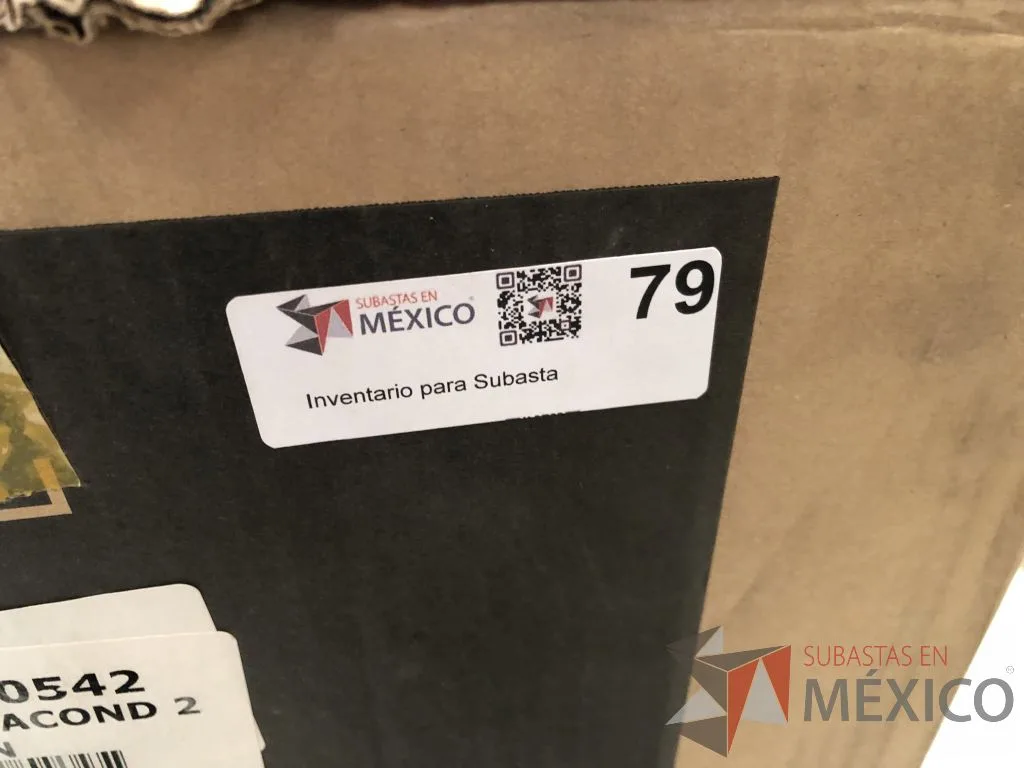 SUBASTAS EN
MÉXICO®
79
Inventario para Subasta
0542
ACOND 2
N
SUBASTAS EN
MÉXICO®